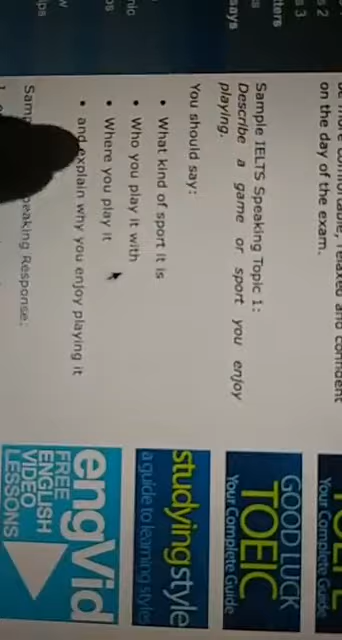 on the day of the exam.
Sample IELTS Speaking Topic 1:
Describe a game or sport you enjoy
playing.
You should say:
• What kind of sport it is
• Who you play it with
• Where you play it
• and explain why you enjoy playing it
Response:
Your Complete Guide
GOOD LUCK
TOEIC
Your Complete Guide
studyingstyle
a guide to learning styles
engVid
FREE
ENGLISH
VIDEO
LESSONS